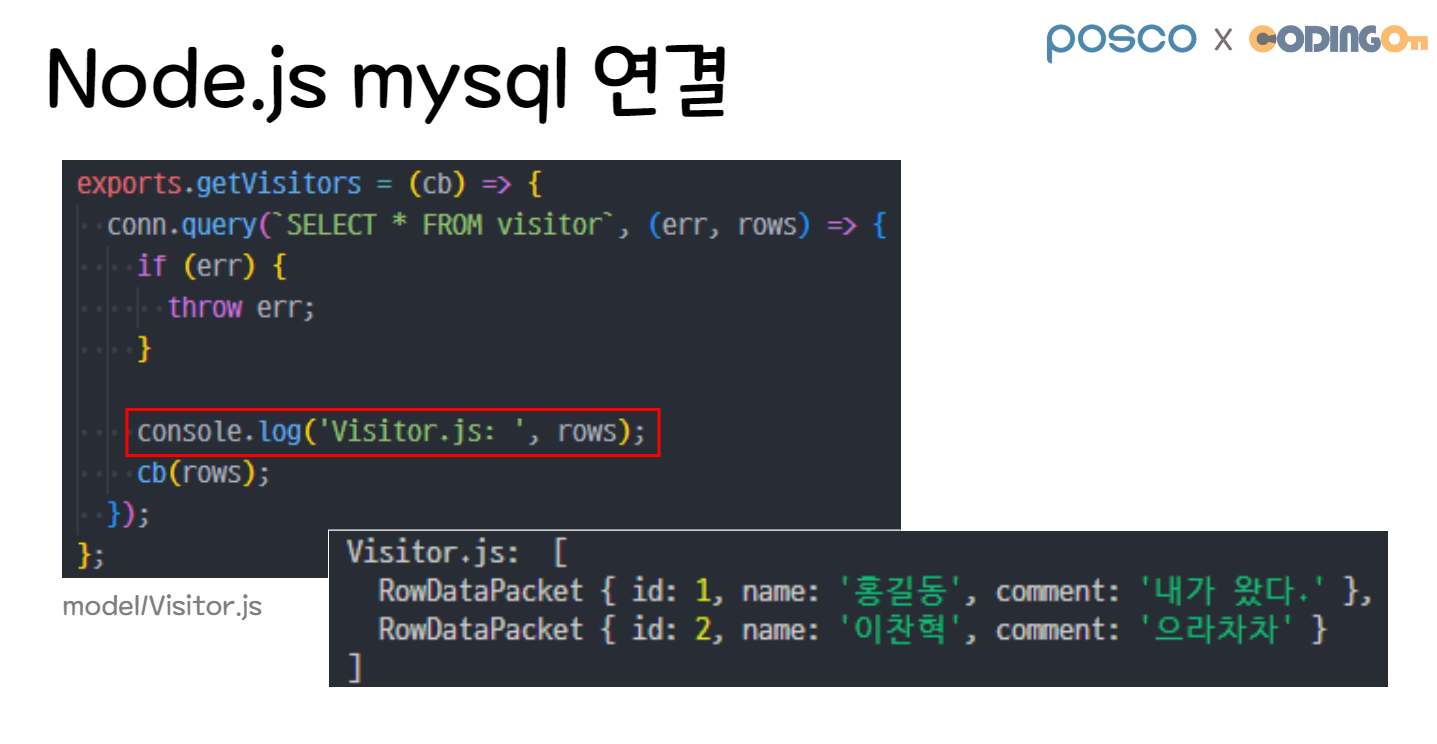 posco x CODINGOn
Node.js mysql 연결
exports.getVisitors = (cb) => {
  conn.query(`SELECT * FROM visitor`, (err, rows) => {
    if (err) {
      throw err;
    }
    console.log('Visitor.js: ', rows);
    cb(rows);
  });
};
model/Visitor.js
Visitor.js:  [
  RowDataPacket { id: 1, name: '홍길동', comment: '내가 왔다.' },
  RowDataPacket { id: 2, name: '이찬혁', comment: '으라차차' }
]